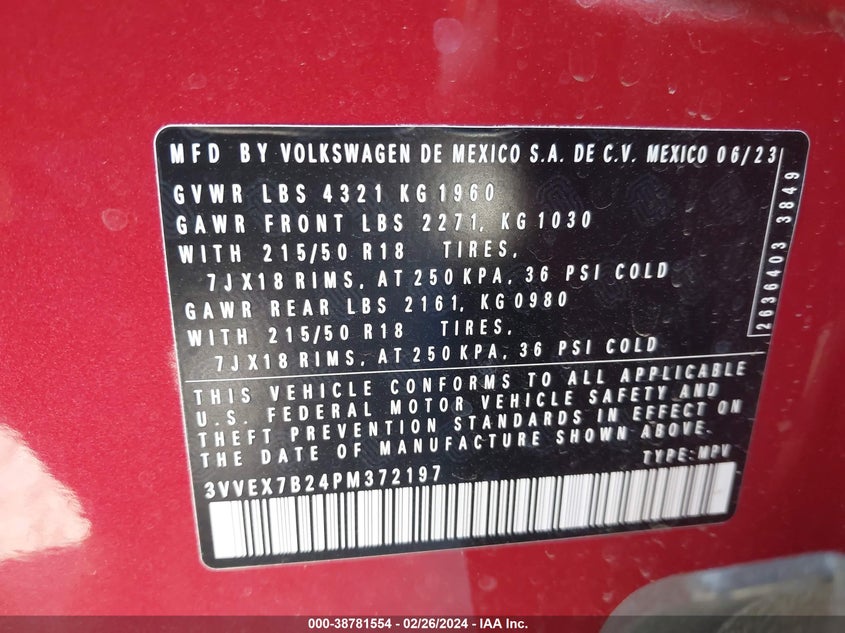 MFD BY VOLKSWAGEN DE MEXICO S.A. DE C.V. MEXICO 06/23
GVWR LBS 4321 KG 1960
GAWR FRONT LBS 2271, KG 1030
WITH 215/50 R18 TIRES,
7JX18 RIMS, AT 250 KPA, 36 PSI COLD
GAWR REAR LBS 2161, KG 0980
WITH 215/50 R18 TIRES,
7JX18 RIMS, AT 250 KPA, 36 PSI COLD
2636403 3849
THIS VEHICLE CONFORMS TO ALL APPLICABLE
U.S. FEDERAL MOTOR VEHICLE SAFETY AND
THEFT PREVENTION STANDARDS IN EFFECT ON
THE DATE OF MANUFACTURE SHOWN ABOVE.
TYPE: MPV
3VVEX7B24PM372197
000-38781554 - 02/26/2024 - IAA Inc.